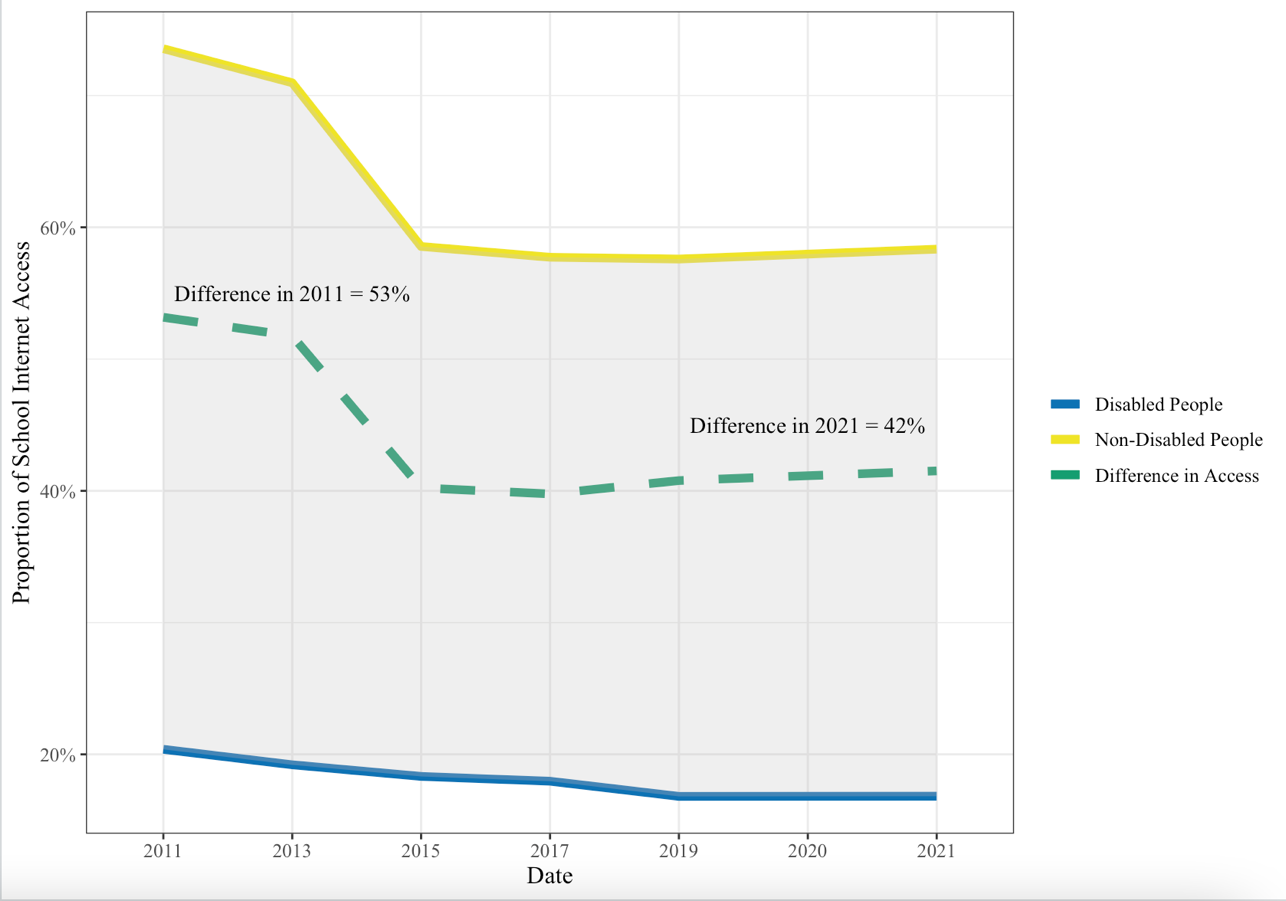 60%
40%
20%
Proportion of School Internet Access
Difference in 2011 = 53%
Difference in 2021 = 42%
2011 2013 2015 2017 2019 2020 2021
Date
Disabled People
Non-Disabled People
Difference in Access